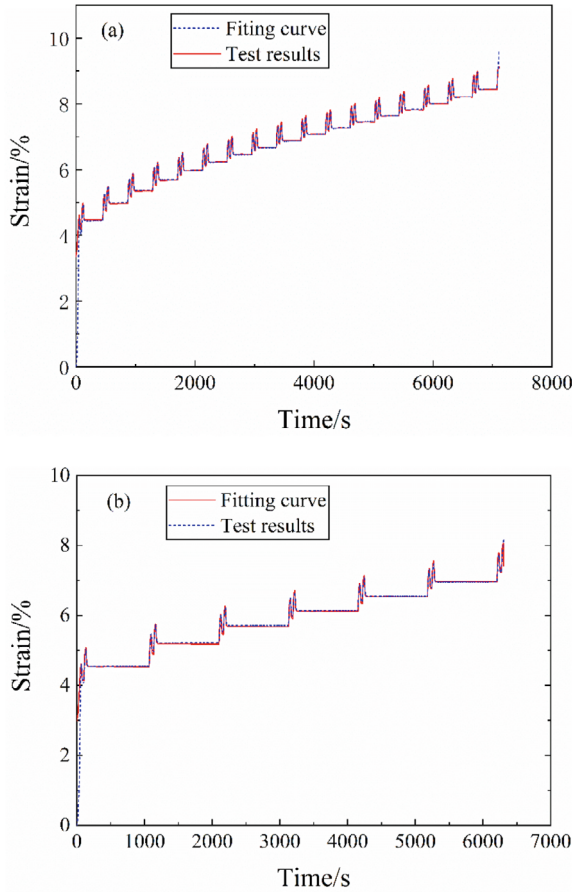 (a)
Fiting curve
Test results
Strain/%
10
8
6
4
2
0
0 2000 4000 6000 8000
Time/s
(b)
Fitting curve
Test results
Strain/%
10
8
6
4
2
0
0 1000 2000 3000 4000 5000 6000 7000
Time/s